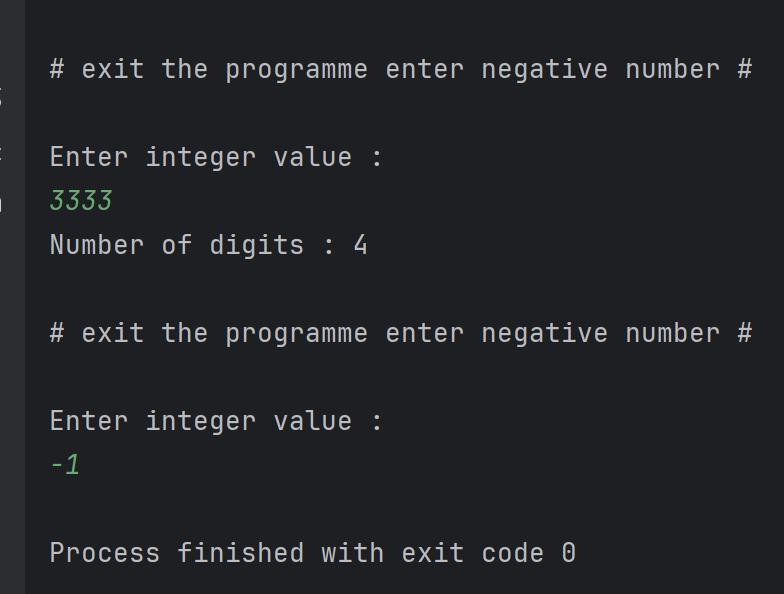 # exit the programme enter negative number #
Enter integer value :
3333
Number of digits : 4
# exit the programme enter negative number #
Enter integer value :
-1
Process finished with exit code 0